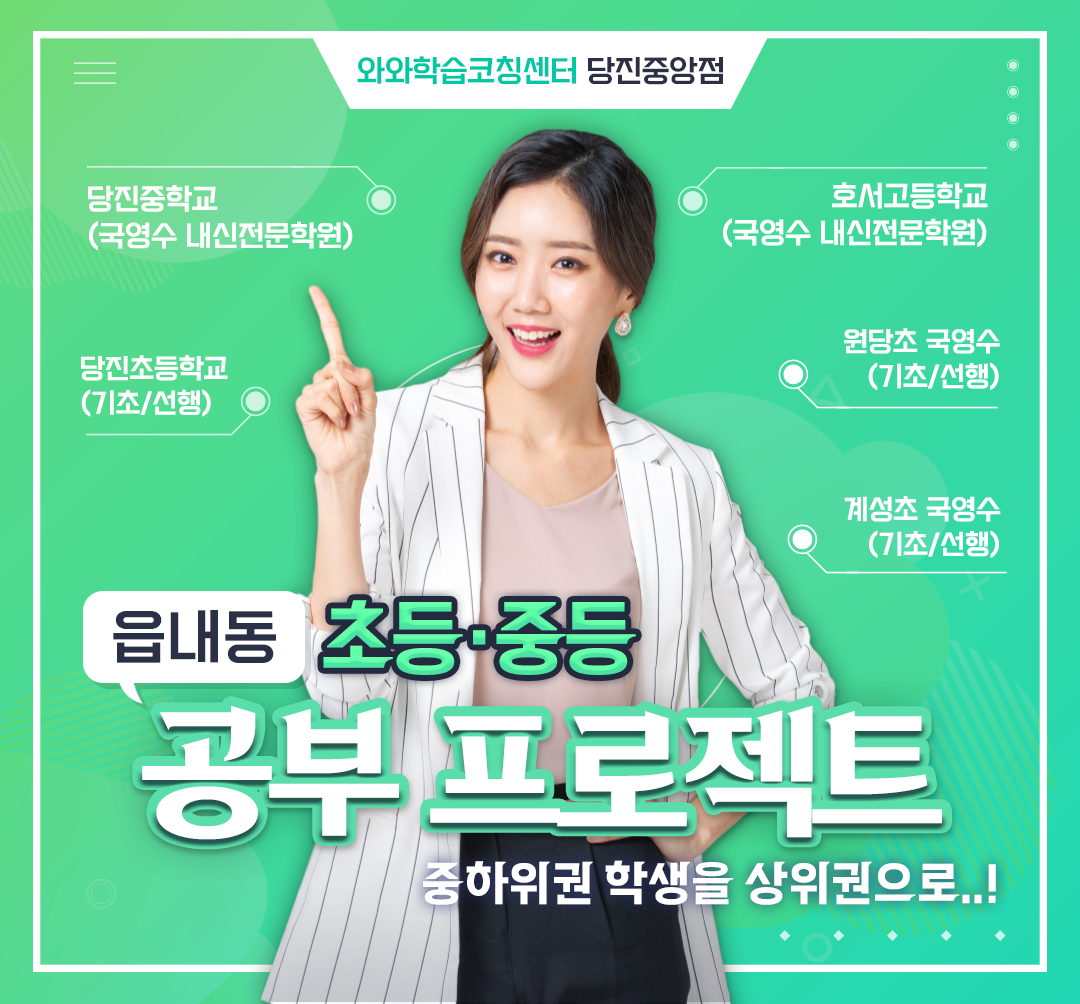 와와학습코칭센터 당진중앙점
당진중학교
(국영수 내신전문학원)
호서고등학교
(국영수 내신전문학원)
당진초등학교
(기초/선행)
원당초 국영수
(기초/선행)
계성초 국영수
(기초/선행)
읍내동 초등·중등
공부 프로젝트
중하위권 학생을 상위권으로..!